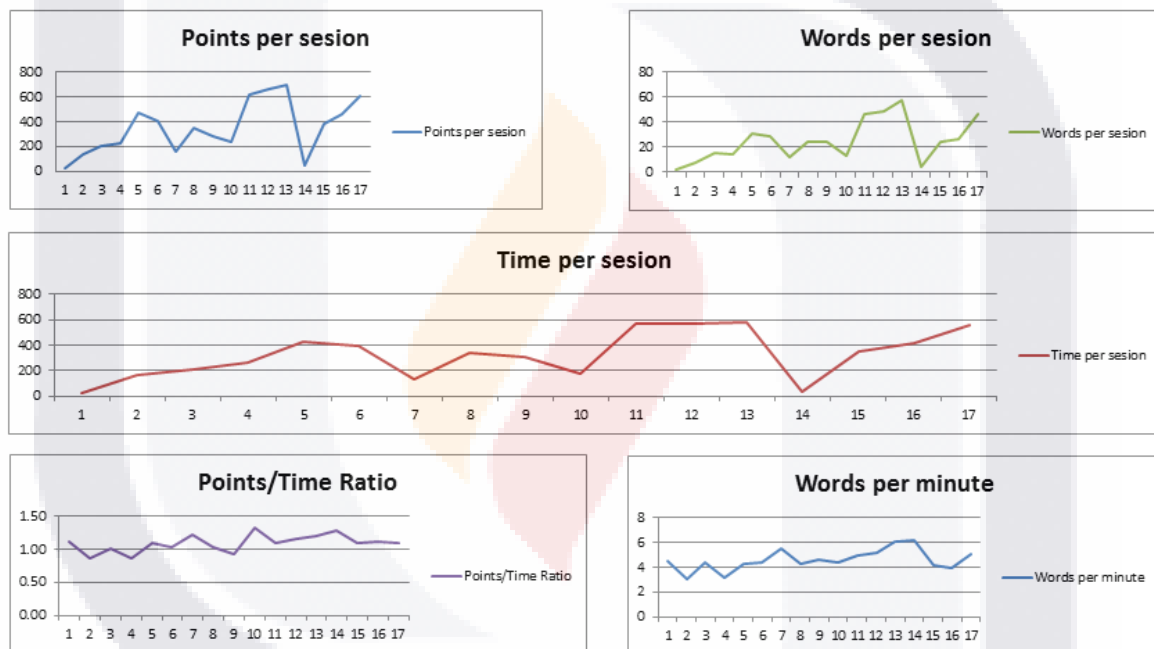 Points per sesion
800
600
400
200
0
1 2 3 4 5 6 7 8 9 10 11 12 13 14 15 16 17
Points per sesion
Words per sesion
80
60
40
20
0
1 2 3 4 5 6 7 8 9 10 11 12 13 14 15 16 17
Words per sesion
Time per sesion
800
600
400
200
0
1 2 3 4 5 6 7 8 9 10 11 12 13 14 15 16 17
Time per sesion
Points/Time Ratio
1.50
1.00
0.50
0.00
1 2 3 4 5 6 7 8 9 10 11 12 13 14 15 16 17
Points/Time Ratio
Words per minute
8
6
4
2
0
1 2 3 4 5 6 7 8 9 10 11 12 13 14 15 16 17
Words per minute